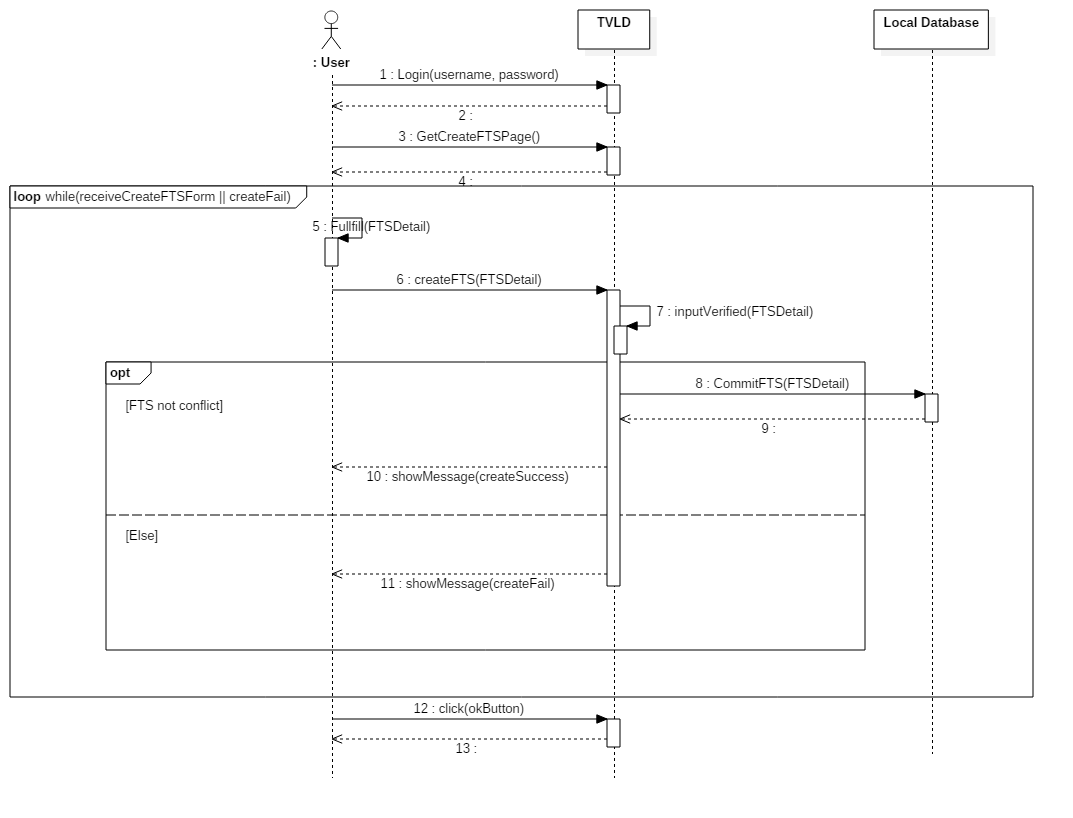 TVLD
Local Database
: User
1 : Login(username, password)
2 :
3 : GetCreateFTSPage()
4 :
loop while(receiveCreateFTSForm || createFail)
5 : Fullfill(FTSDetail)
6 : createFTS(FTSDetail)
7 : inputVerified(FTSDetail)
opt
8 : CommitFTS(FTSDetail)
[FTS not conflict]
9 :
10 : showMessage(createSuccess)
[Else]
11 : showMessage(createFail)
12 : click(okButton)
13 :